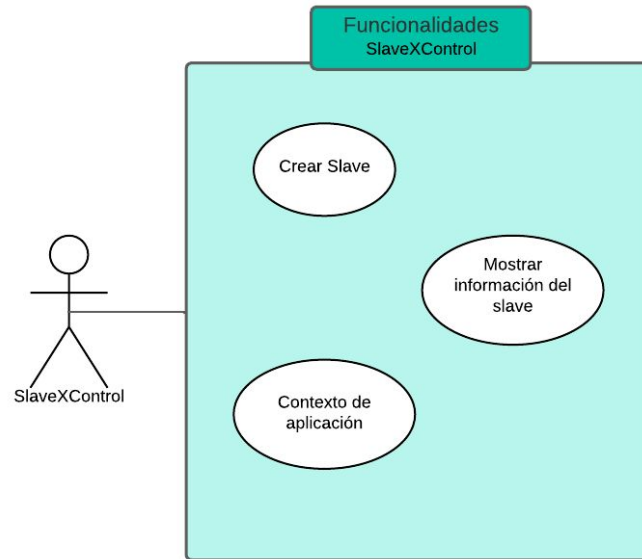 Funcionalidades
SlaveXControl
Crear Slave
Mostrar
información del
slave
SlaveXControl
Contexto de
aplicación